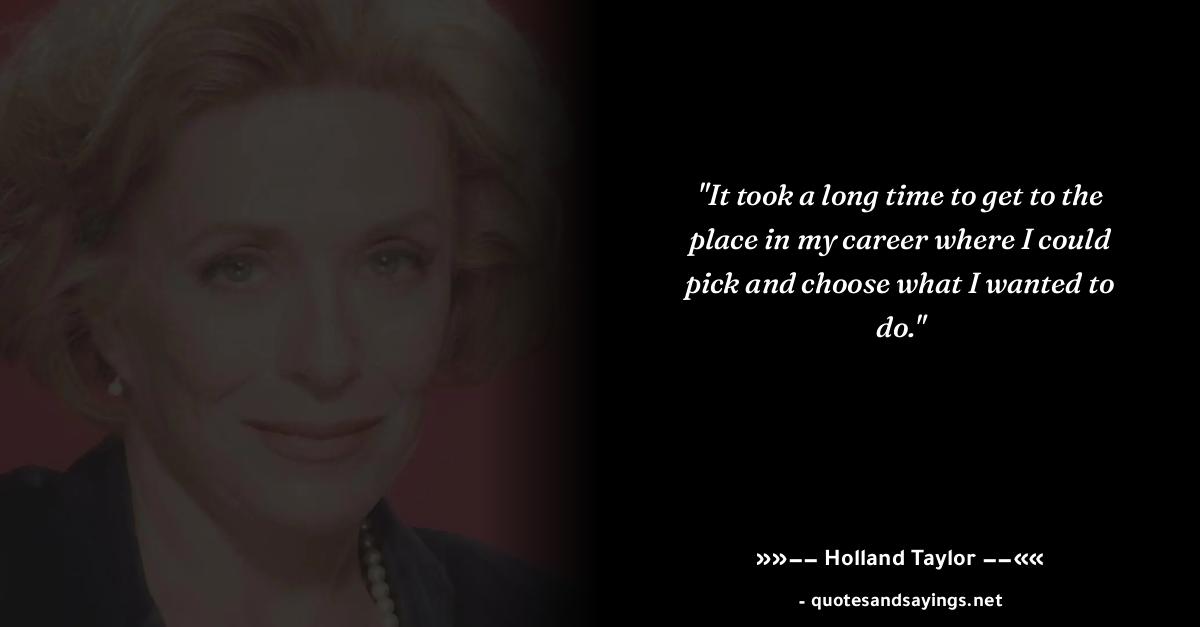 "It took a long time to get to the
place in my career where I could
pick and choose what I wanted to
do."
»»−− Holland Taylor −−««
- quotesandsayings.net